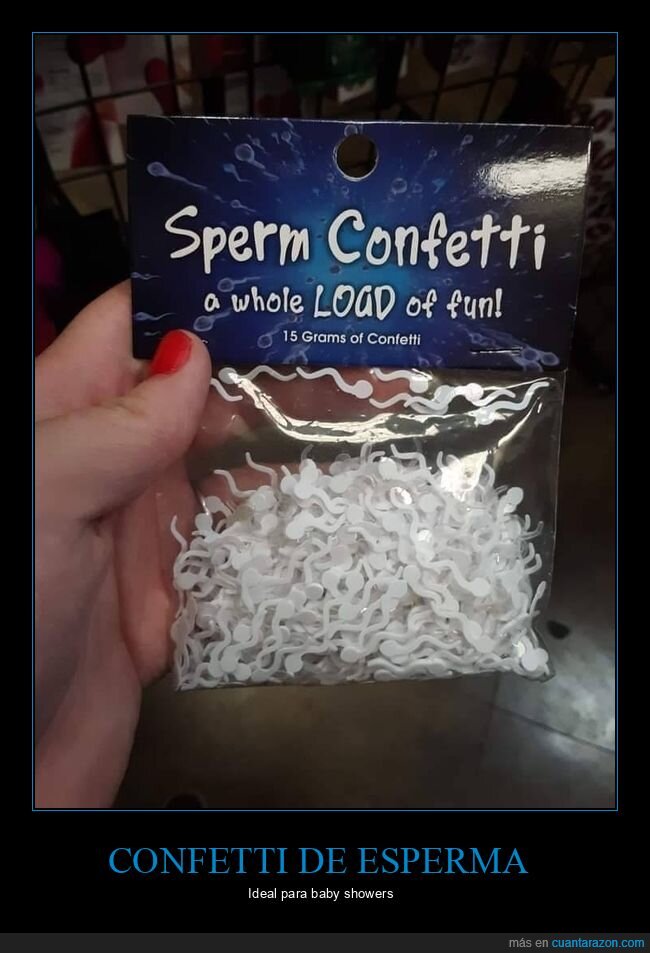 Sperm Confetti
a whole LOAD of fun!
15 Grams of Confetti
CONFETTI DE ESPERMA
Ideal para baby showers
más en cuantarazon.com